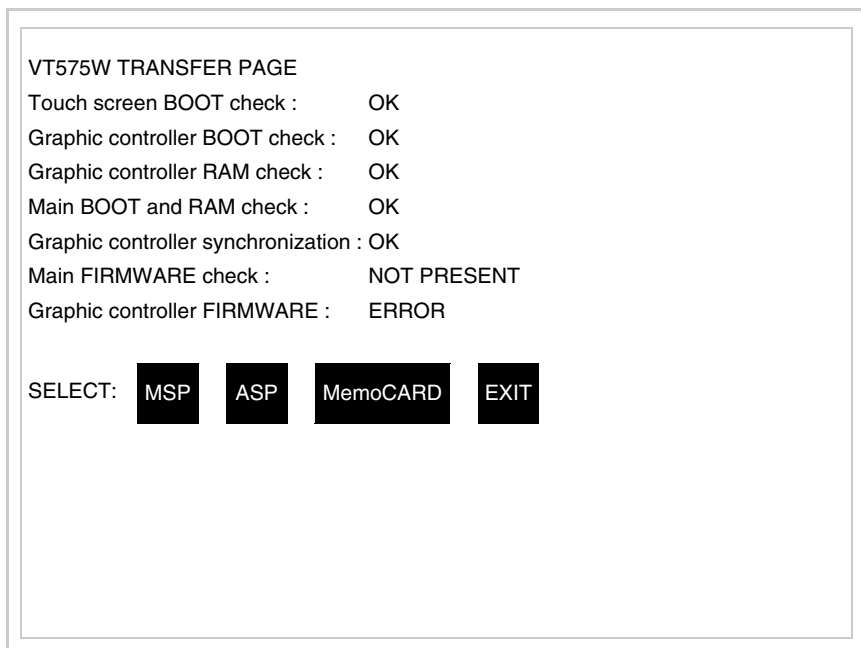 VT575W TRANSFER PAGE
Touch screen BOOT check : OK
Graphic controller BOOT check : OK
Graphic controller RAM check : OK
Main BOOT and RAM check : OK
Graphic controller synchronization : OK
Main FIRMWARE check : NOT PRESENT
Graphic controller FIRMWARE : ERROR
SELECT: MSP ASP MemoCARD EXIT